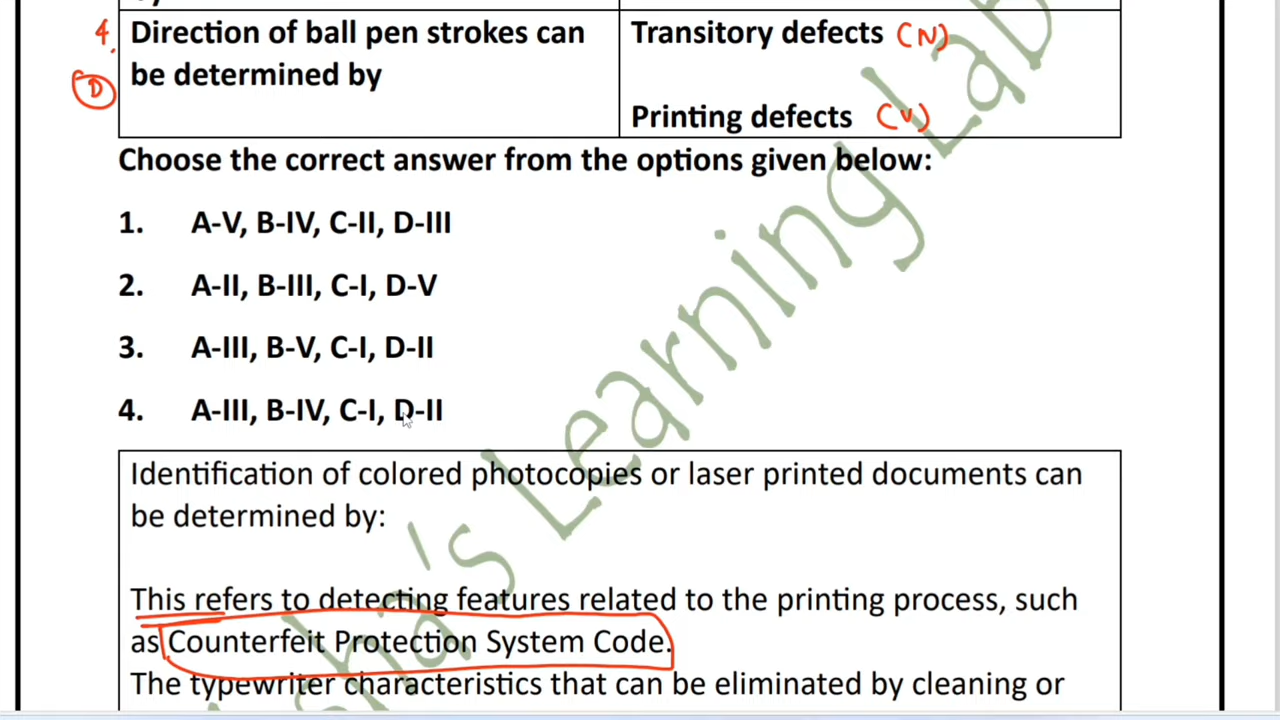 4. Direction of ball pen strokes can
D be determined by
Transitory defects (N)
Printing defects (V)
Choose the correct answer from the options given below:
1. A-V, B-IV, C-II, D-III
2. A-II, B-III, C-I, D-V
3. A-III, B-V, C-I, D-II
4. A-III, B-IV, C-I, D-II
Identification of colored photocopies or laser printed documents can
be determined by:
This refers to detecting features related to the printing process, such
as Counterfeit Protection System Code.
The typewriter characteristics that can be eliminated by cleaning or
sha's Learning Lab